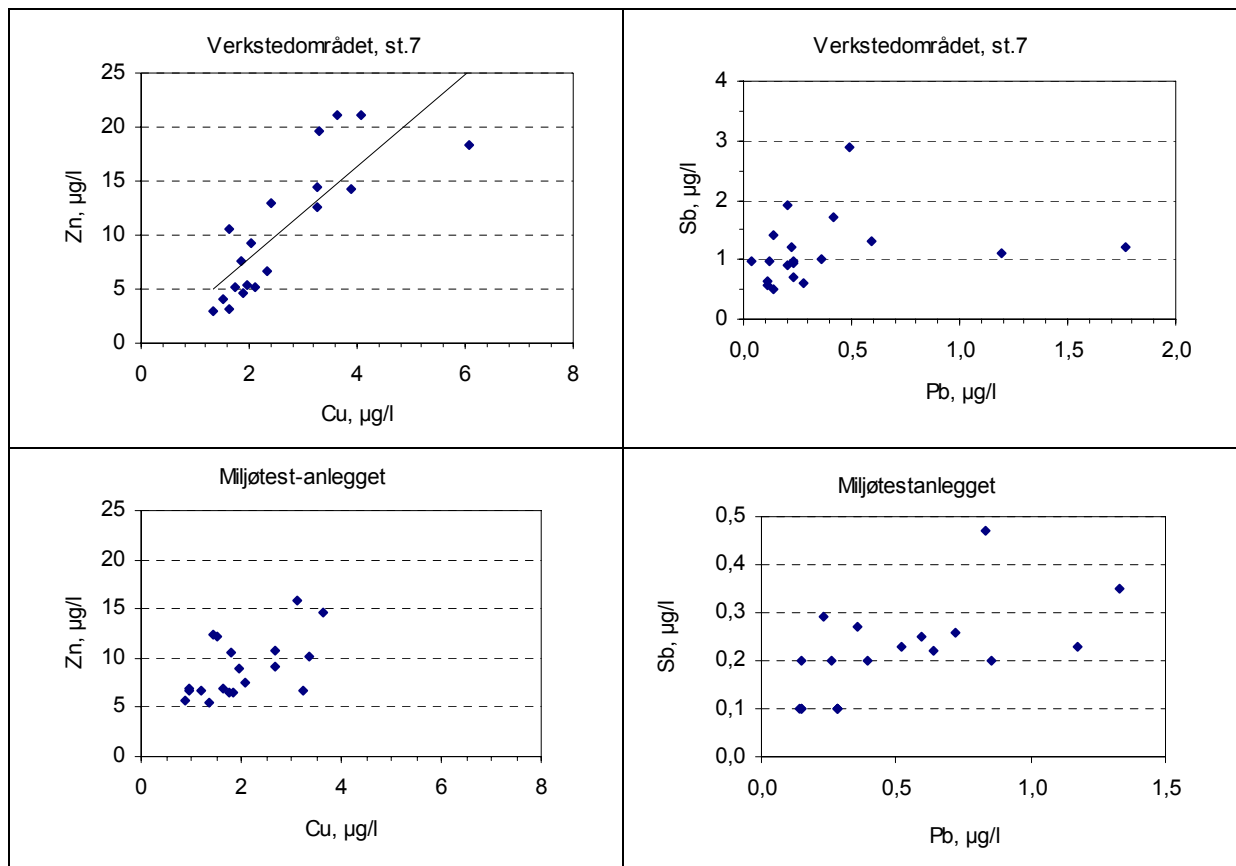 Verkstedområdet, st.7
25
20
15
10
5
0
Zn, µg/l
0 2 4 6 8
Cu, µg/l
Verkstedområdet, st.7
4
3
2
1
0
Sb, µg/l
0,0 0,5 1,0 1,5 2,0
Pb, µg/l
Miljøtest-anlegget
25
20
15
10
5
0
Zn, µg/l
0 2 4 6 8
Cu, µg/l
Miljøtestanlegget
0,5
0,4
0,3
0,2
0,1
0,0
Sb, µg/l
0,0 0,5 1,0 1,5
Pb, µg/l